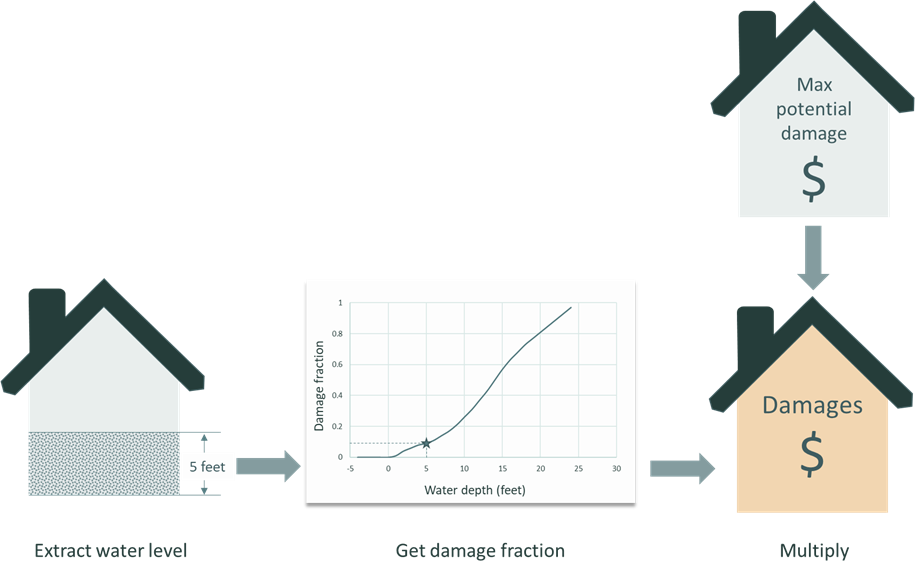 Max
potential
damage
$
5 feet
Damage fraction
1
0.8
0.6
0.4
0.2
0
-5 0 5 10 15 20 25 30
Water depth (feet)
Damages
$
Extract water level
Get damage fraction
Multiply